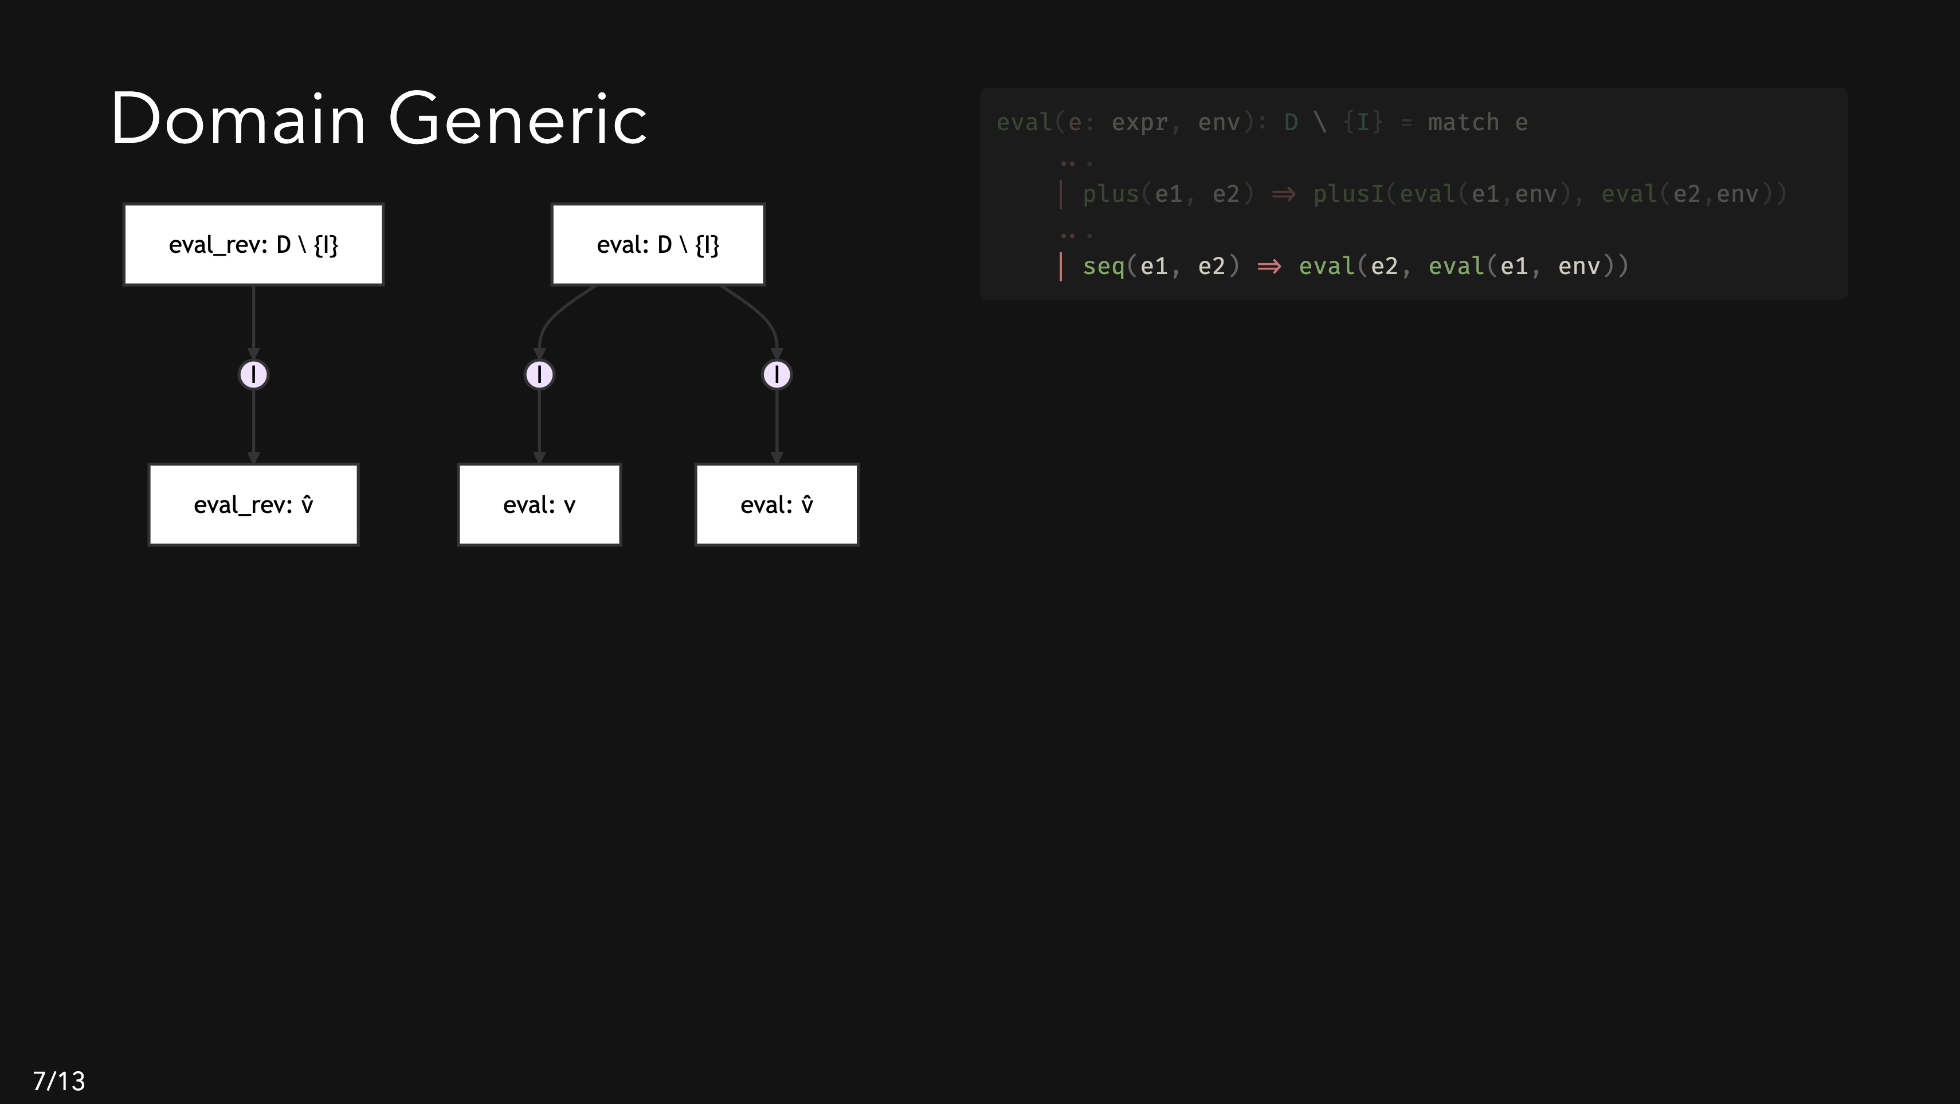 Domain Generic
eval_rev: D \ {I}
eval: D \ {I}
I
I
I
eval_rev: v̂
eval: v
eval: v̂
eval(e: expr, env): D \ {I} = match e
...
| plus(e1, e2) ⇒ plusI(eval(e1,env), eval(e2,env))
...
| seq(e1, e2) ⇒ eval(e2, eval(e1, env))
7/13